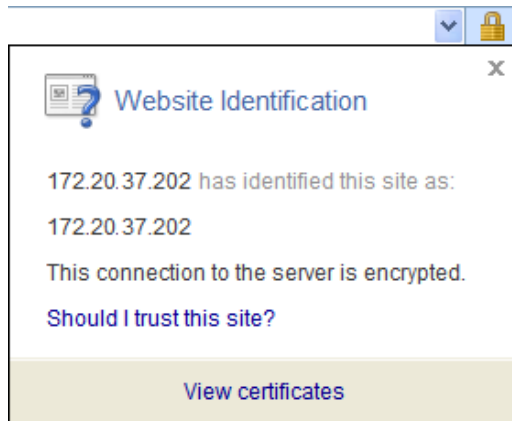 Website Identification
172.20.37.202 has identified this site as:
172.20.37.202
This connection to the server is encrypted.
Should I trust this site?
View certificates